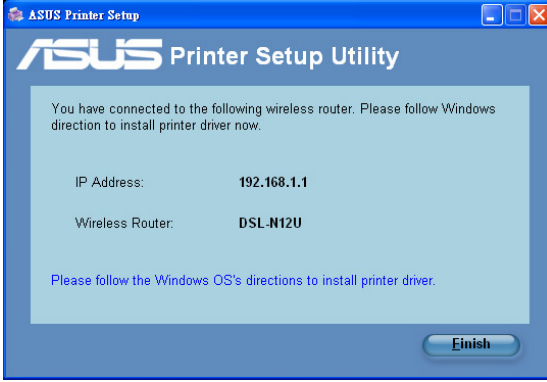 ASUS Printer Setup
ASUS Printer Setup Utility
You have connected to the following wireless router. Please follow Windows
direction to install printer driver now.
IP Address: 192.168.1.1
Wireless Router: DSL-N12U
Please follow the Windows OS's directions to install printer driver.
Finish